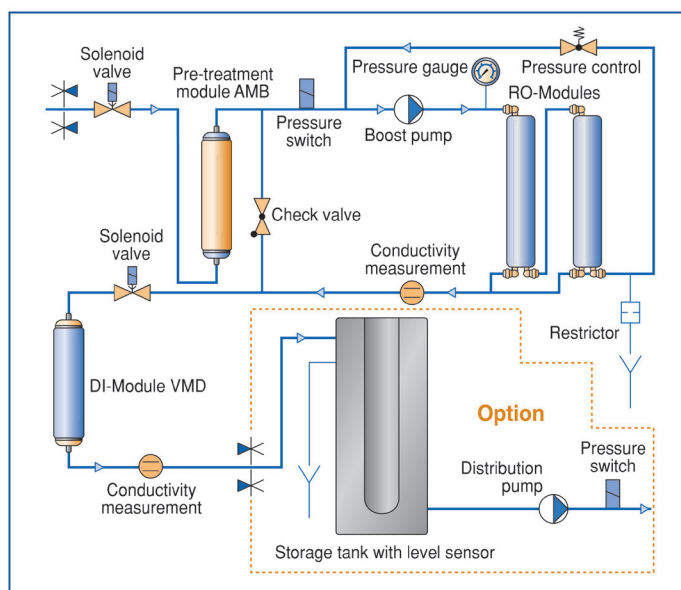 Solenoid
valve
Pre-treatment
module AMB
Pressure gauge
Pressure control
RO-Modules
Pressure
switch
Boost pump
Check valve
Solenoid
valve
Conductivity
measurement
Restrictor
DI-Module VMD
Option
Pressure
switch
Distribution
pump
Conductivity
measurement
Storage tank with level sensor